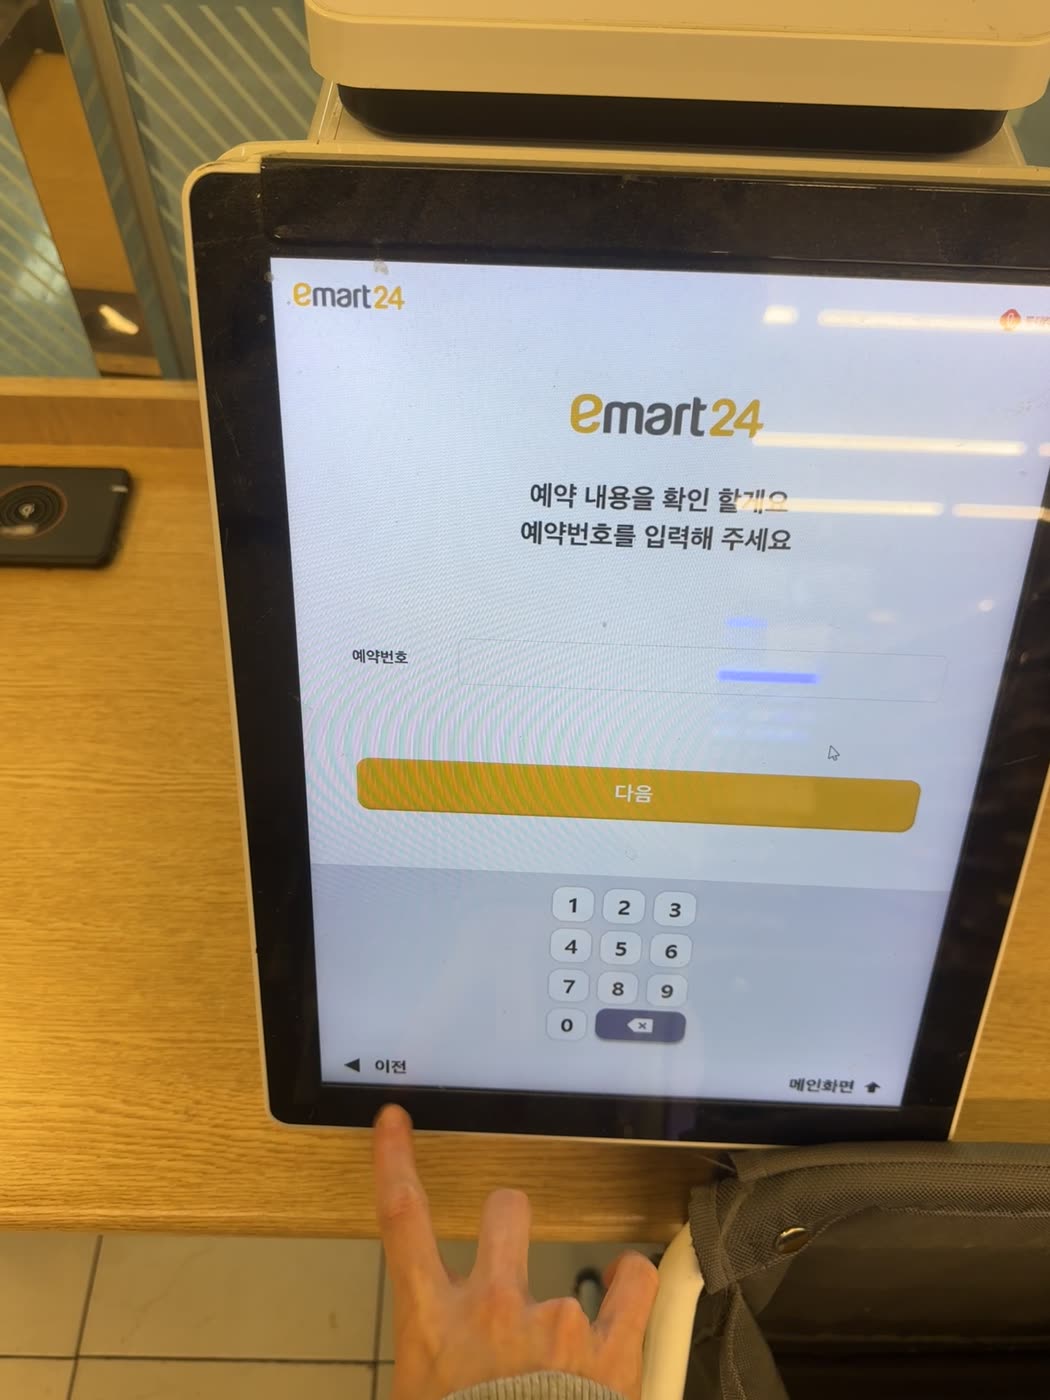 emart24
emart24
예약 내용을 확인 할게요
예약번호를 입력해 주세요
예약번호
다음
1 2 3
4 5 6
7 8 9
0
이전
메인화면